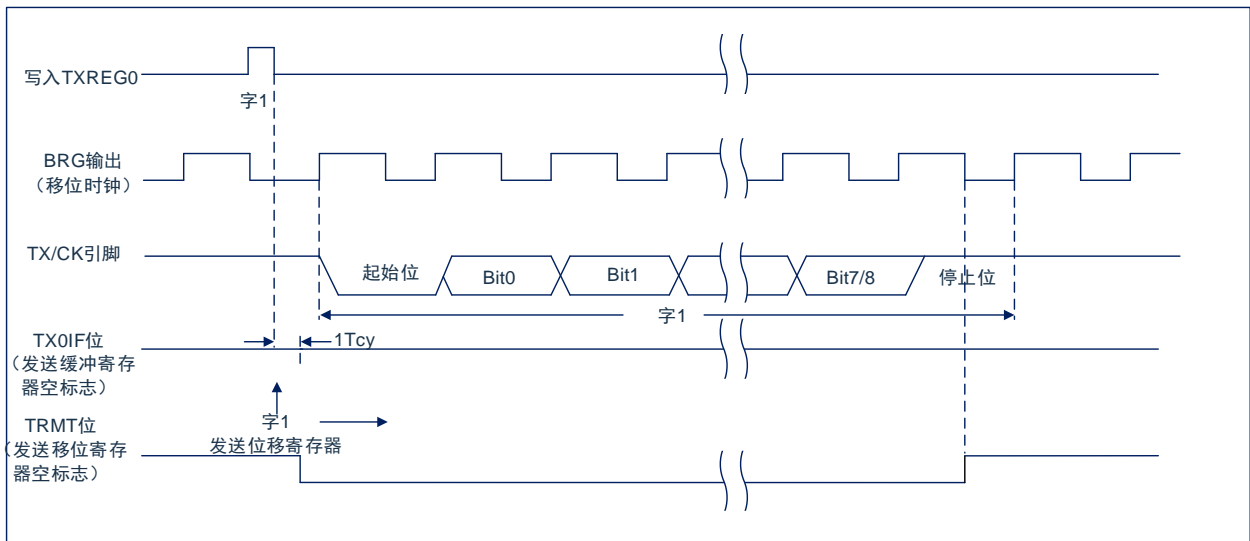 写入TXREG0
字1
BRG输出
（移位时钟）
TX/CK引脚
起始位
Bit0
Bit1
Bit7/8
停止位
字1
TX0IF位
（发送缓冲寄存
器空标志）
1Tcy
字1
发送位移寄存器
TRMT位
（发送移位寄存
器空标志）